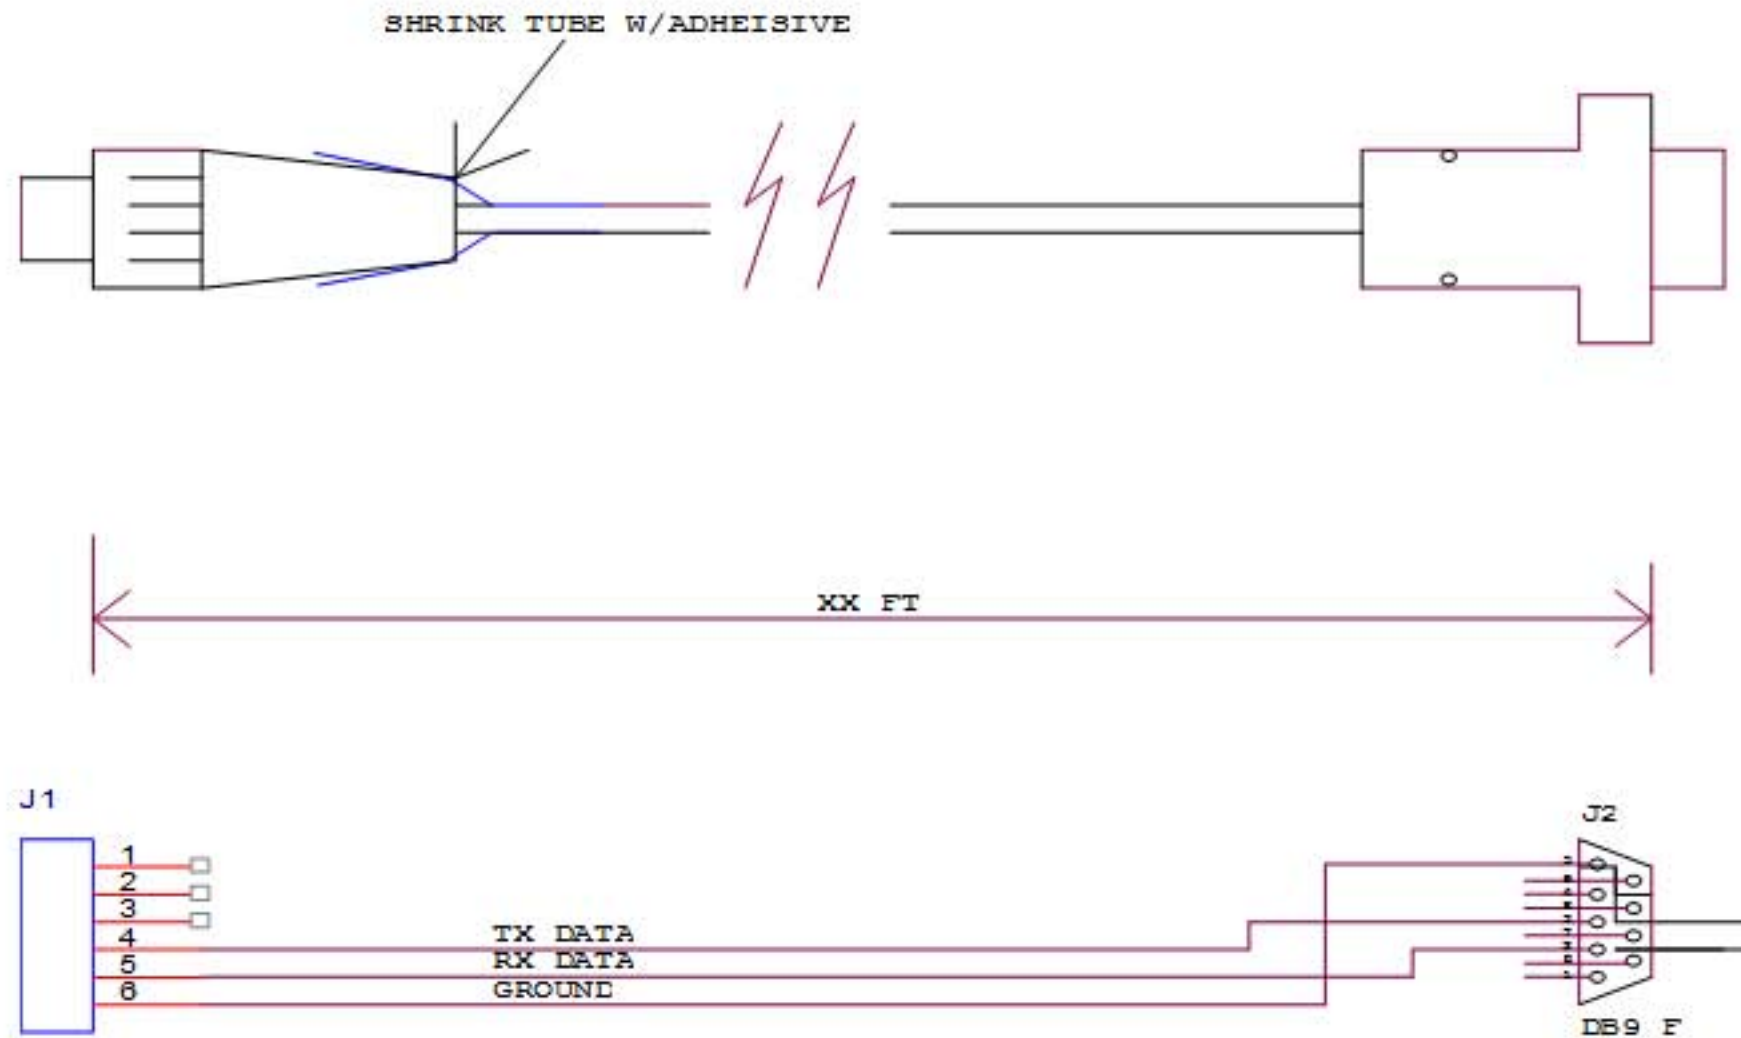 SHRINK TUBE W/ADHEISIVE
XX FT
J1
J2
1
2
3
4
TX DATA
5
RX DATA
6
GROUND
DB9 F